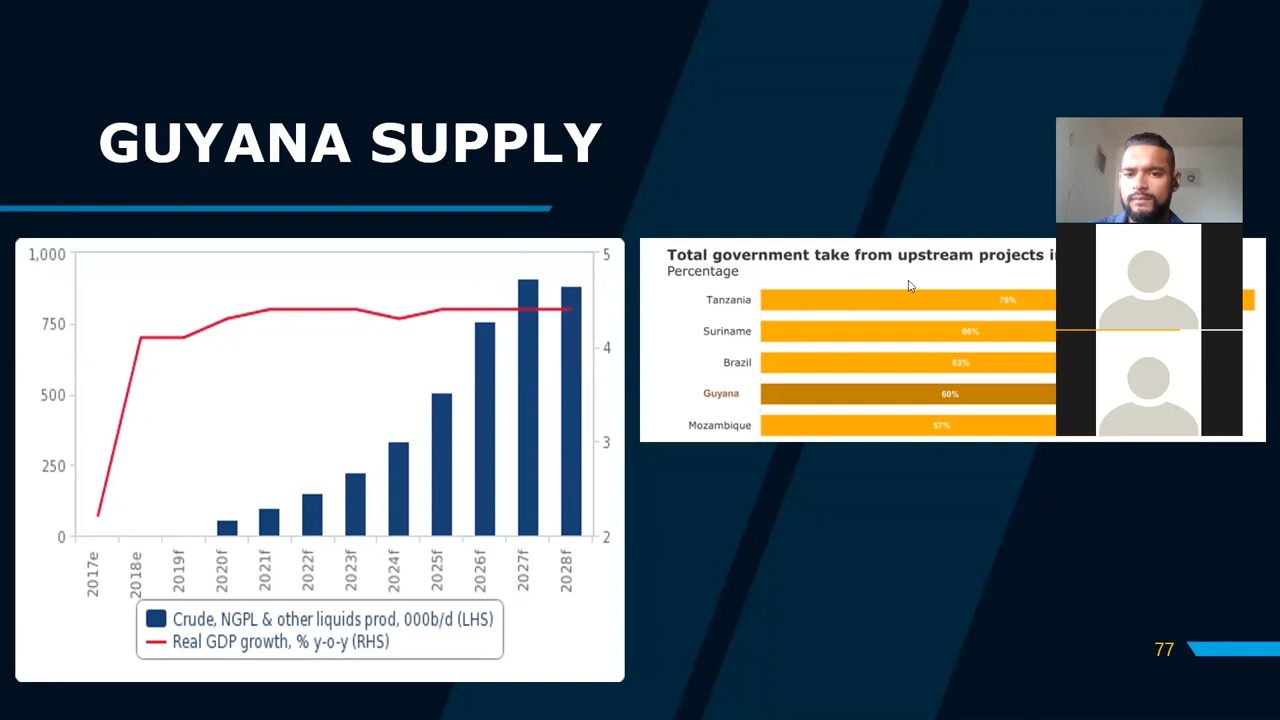 GUYANA SUPPLY
1,000
750
500
250
0
5
4
3
2
2017e
2018e
2019f
2020f
2021f
2022f
2023f
2024f
2025f
2026f
2027f
2028f
Crude, NGPL & other liquids prod, 000b/d (LHS)
Real GDP growth, % y-o-y (RHS)
Total government take from upstream projects
Percentage
Tanzania 78%
Suriname 66%
Brazil 63%
Guyana 60%
Mozambique 57%
77